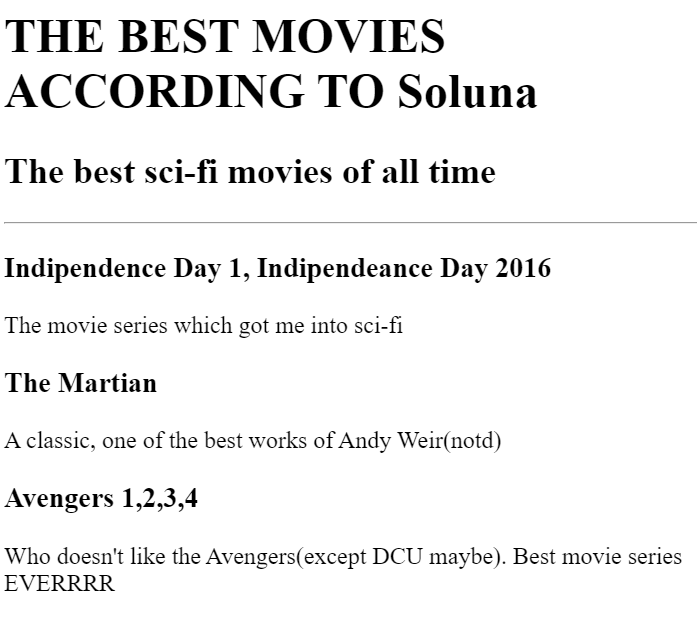 THE BEST MOVIES
ACCORDING TO Soluna
The best sci-fi movies of all time
Indipendence Day 1, Indipendeance Day 2016
The movie series which got me into sci-fi
The Martian
A classic, one of the best works of Andy Weir(notd)
Avengers 1,2,3,4
Who doesn't like the Avengers(except DCU maybe). Best movie series
EVERRRR